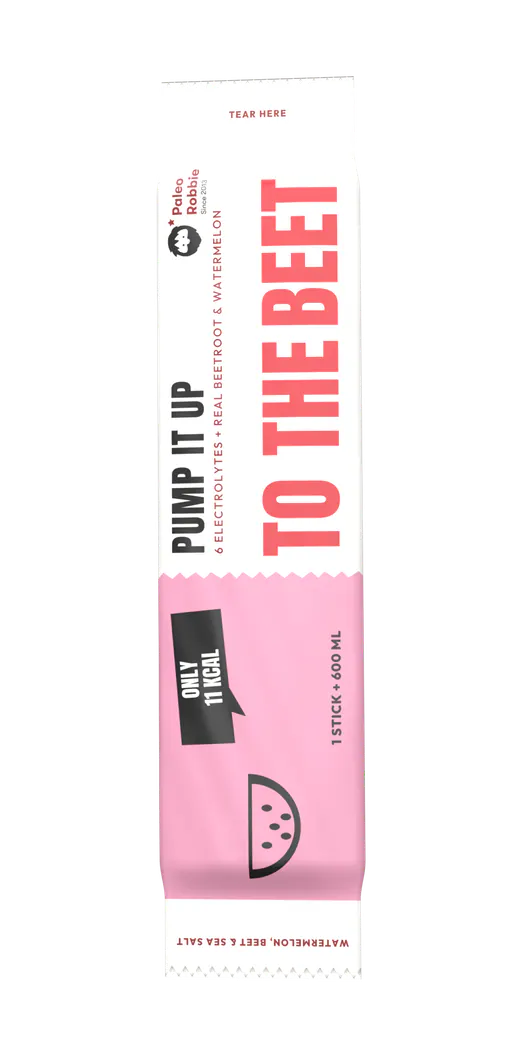 TEAR HERE
Paleo
Robbie
Since 2013
PUMP IT UP
6 ELECTROLYTES + REAL BEETROOT & WATERMELON
TO THE BEET
ONLY
11 KCAL
1 STICK + 600 ML
WATERMELON, BEET & SEA SALT